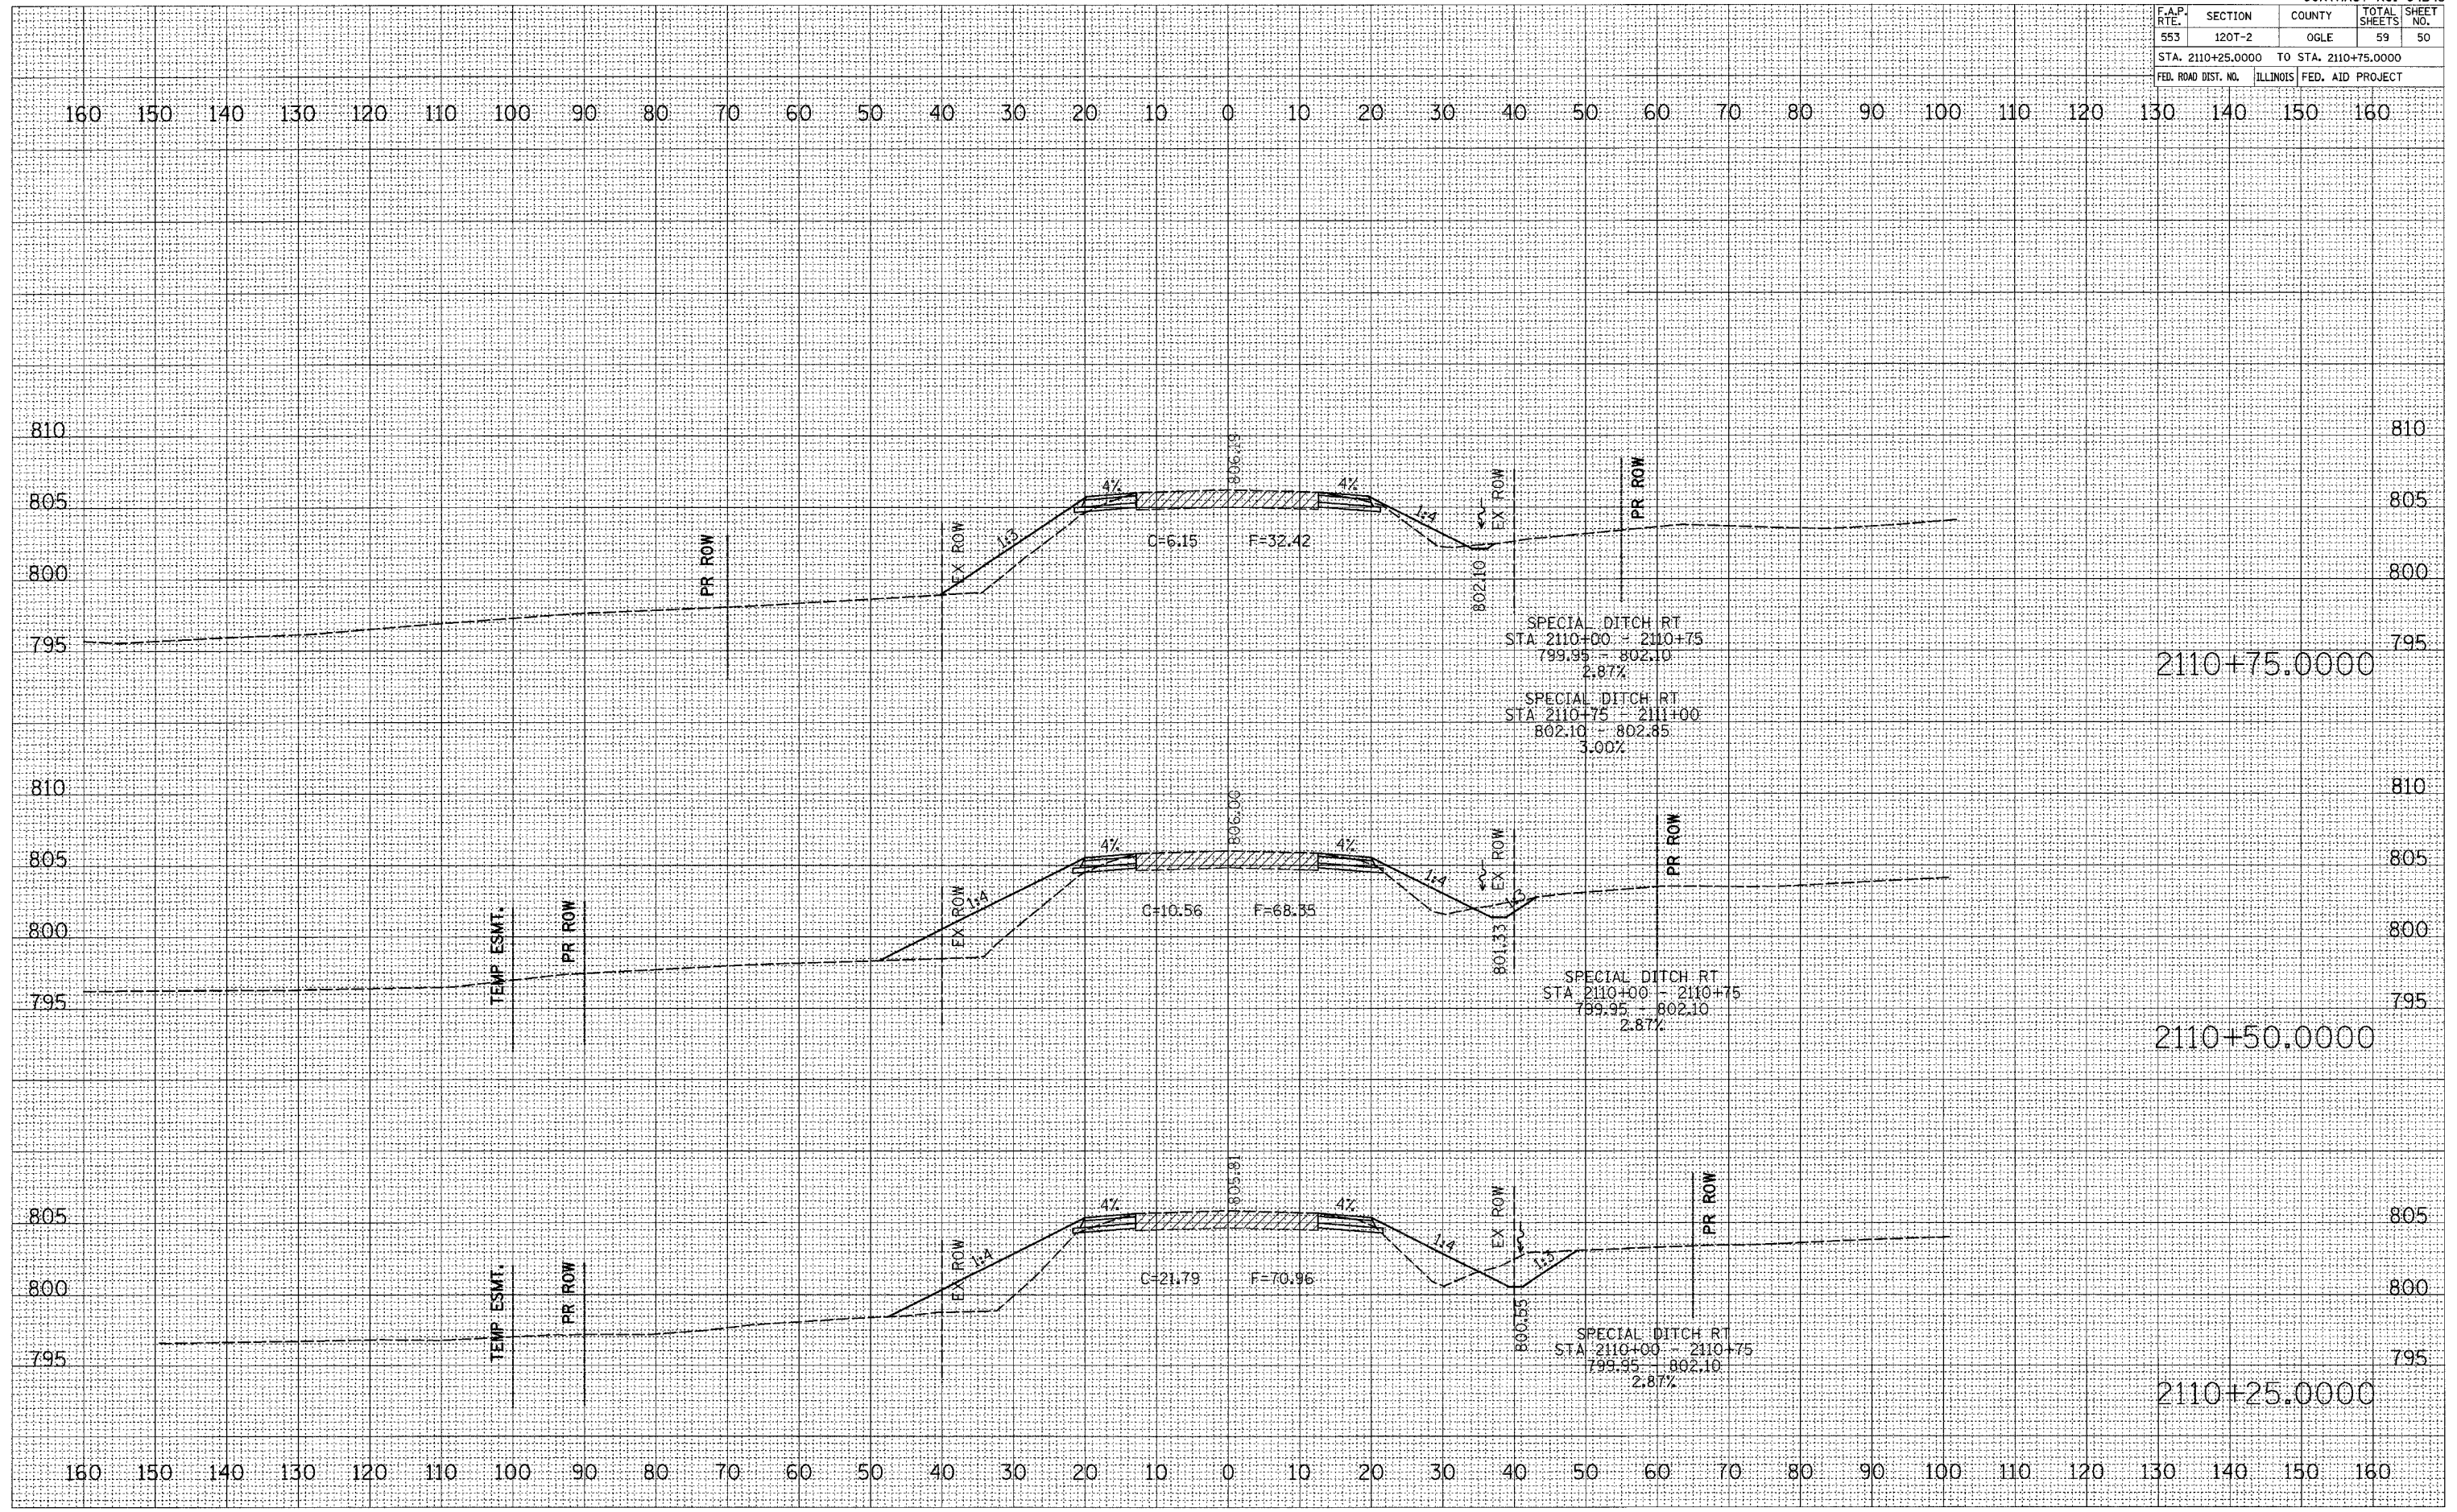 F.A.P. RTE. SECTION COUNTY TOTAL SHEETS SHEET NO.
553 120T-2 OGLE 59 50
STA. 2110+25.0000 TO STA. 2110+75.0000
FED. ROAD DIST. NO. ILLINOIS FED. AID PROJECT
160 150 140 130 120 110 100 90 80 70 60 50 40 30 20 10 0 10 20 30 40 50 60 70 80 90 100 110 120 130 140 150 160
810 810
805 805
800 800
795 795
PR ROW
EX ROW
1:3
4%
806.19
4%
1:4
EX ROW
PR ROW
C=6.15 F=32.42
802.10
SPECIAL DITCH RT
STA 2110+00 - 2110+75
799.95 - 802.10
2.87%
2110+75.0000
SPECIAL DITCH RT
STA 2110+75 - 2111+00
802.10 - 802.85
3.00%
810 810
805 805
800 800
795 795
TEMP ESMT.
PR ROW
EX ROW
1:4
4%
806.00
4%
1:4
EX ROW
1:3
PR ROW
C=10.56 F=68.35
801.33
SPECIAL DITCH RT
STA 2110+00 - 2110+75
799.95 - 802.10
2.87%
2110+50.0000
805 805
800 800
795 795
TEMP ESMT.
PR ROW
EX ROW
1:4
4%
805.81
4%
1:4
EX ROW
1:3
PR ROW
C=21.79 F=70.96
800.55
SPECIAL DITCH RT
STA 2110+00 - 2110+75
799.95 - 802.10
2.87%
2110+25.0000
160 150 140 130 120 110 100 90 80 70 60 50 40 30 20 10 0 10 20 30 40 50 60 70 80 90 100 110 120 130 140 150 160